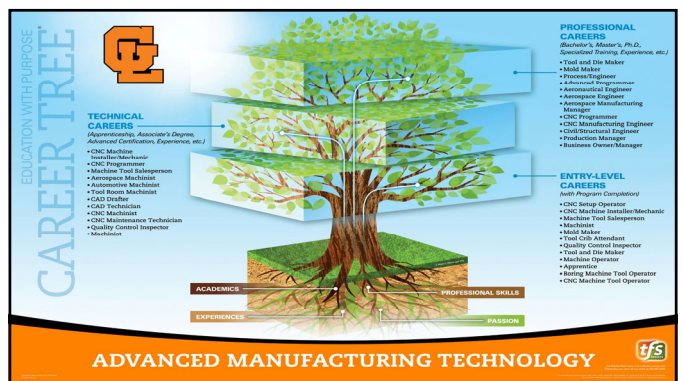 EDUCATION WITH PURPOSE
CAREER TREE
GL
TECHNICAL
CAREERS
(Apprenticeship, Associate's Degree,
Advanced Certification, Experience, etc.)
• CNC Machine
Installer/Mechanic
• CNC Programmer
• Machine Tool Salesperson
• Aerospace Machinist
• Automotive Machinist
• Tool Room Machinist
• CAD Drafter
• CAD Technician
• CNC Machinist
• CNC Maintenance Technician
• Quality Control Inspector
• Machinist
PROFESSIONAL
CAREERS
(Bachelor's, Master's, Ph.D.,
Specialized Training, Experience, etc.)
• Tool and Die Maker
• Mold Maker
• Process/Engineer
• Advanced Programmer
• Aeronautical Engineer
• Aerospace Engineer
• Aerospace Manufacturing
Manager
• CNC Programmer
• CNC Manufacturing Engineer
• Civil/Structural Engineer
• Production Manager
• Business Owner/Manager
ENTRY-LEVEL
CAREERS
(with Program Completion)
• CNC Setup Operator
• CNC Machine Installer/Mechanic
• Machine Tool Salesperson
• Machinist
• Mold Maker
• Tool Crib Attendant
• Quality Control Inspector
• Tool and Die Maker
• Machine Operator
• Apprentice
• Boring Machine Tool Operator
• CNC Machine Tool Operator
ACADEMICS
PROFESSIONAL SKILLS
EXPERIENCES
PASSION
ADVANCED MANUFACTURING TECHNOLOGY
tfs